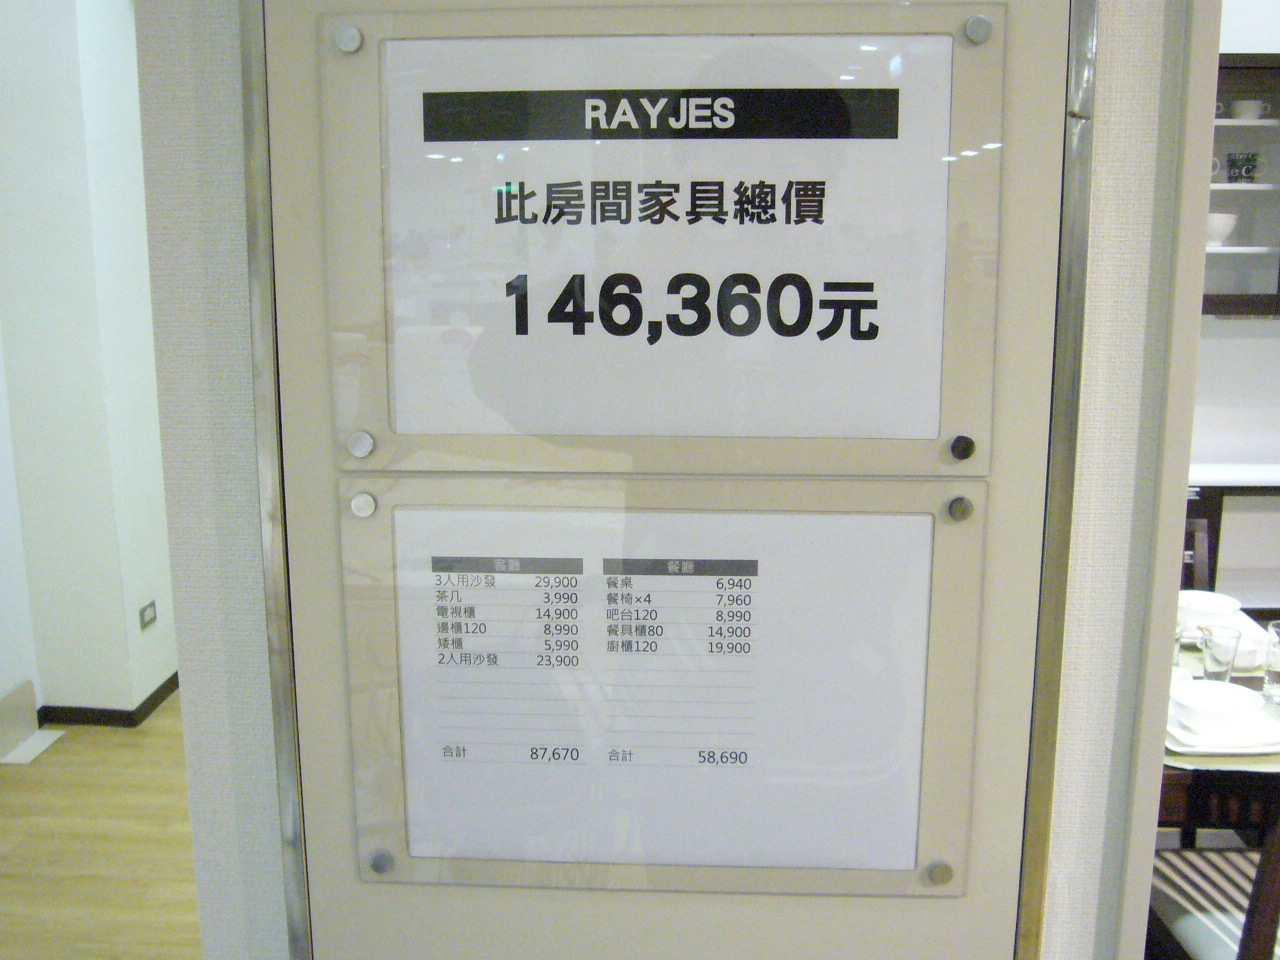 RAYJES
此房間家具總價
146,360元
客廳
3人用沙發 29,900
茶几 3,990
電視櫃 14,900
邊櫃120 8,990
矮櫃 5,990
2人用沙發 23,900
合計 87,670
餐廳
餐桌 6,940
餐椅×4 7,960
吧台120 8,990
餐具櫃80 14,900
廚櫃120 19,900
合計 58,690